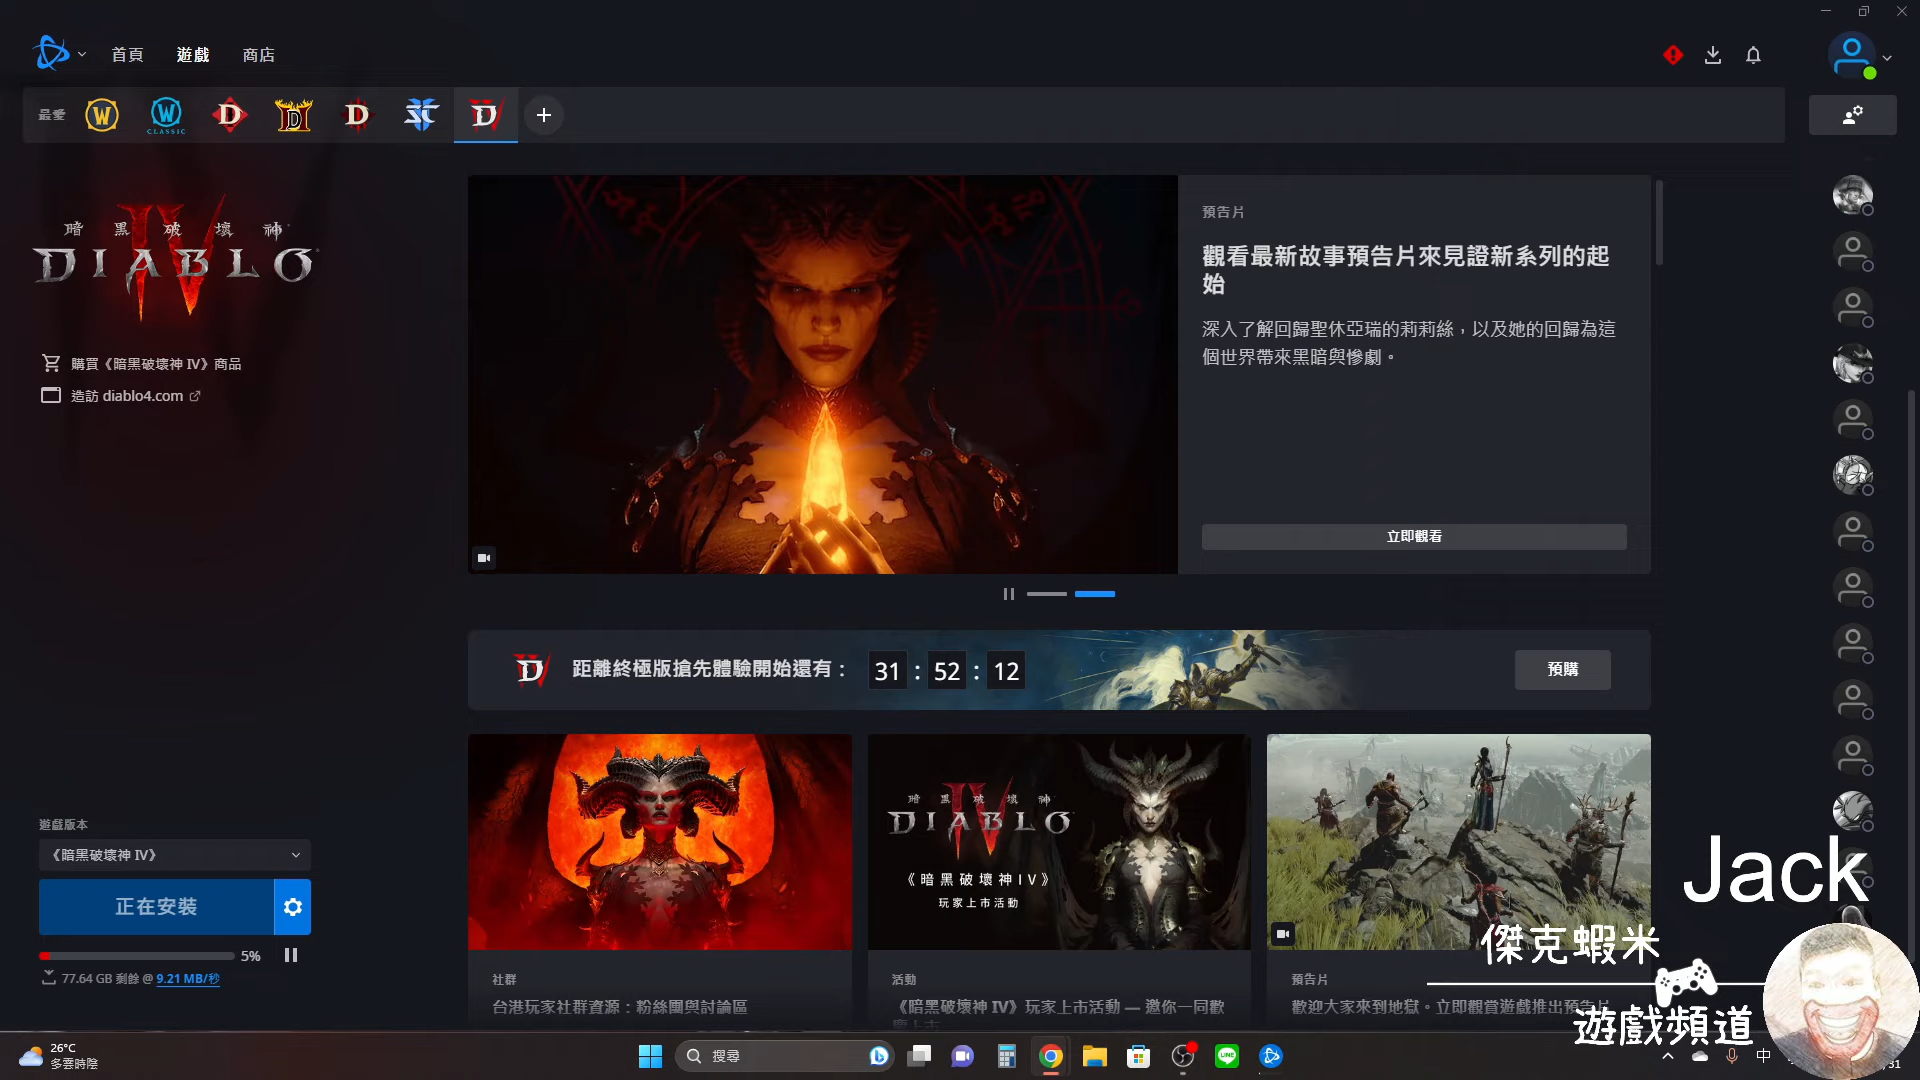 首頁
遊戲
商店
最愛
CLASSIC
暗黑破壞神
DIABLO
IV
購買《暗黑破壞神 IV》商品
造訪 diablo4.com
預告片
觀看最新故事預告片來見證新系列的起
始
深入了解回歸聖休亞瑞的莉莉絲，以及她的回歸為這
個世界帶來黑暗與慘劇。
立即觀看
距離終極版搶先體驗開始還有：
31 : 52 : 12
預購
遊戲版本
《暗黑破壞神 IV》
正在安裝
5%
77.64 GB 剩餘 @ 9.21 MB/秒
暗黑破壞神
DIABLO
IV
《暗黑破壞神IV》
玩家上市活動
社群
台港玩家社群資源：粉絲團與討論區
活動
《暗黑破壞神 IV》玩家上市活動 — 邀你一同歡
慶上市
預告片
歡迎大家來到地獄。立即觀賞遊戲推出預告片
Jack
傑克蝦米
遊戲頻道
26°C
多雲時陰
搜尋
LINE
中